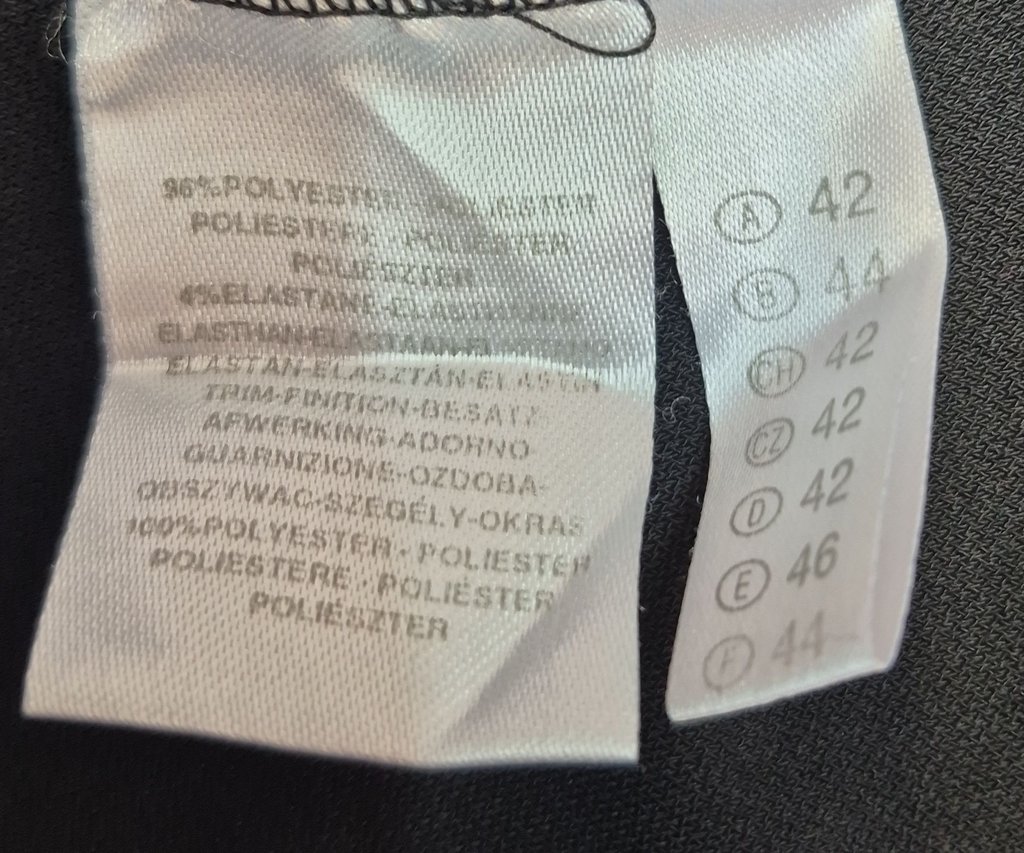 96%POLYESTER POLIESTER
POLIESTERE · POLIÉSTER
POLIÉSZTER
4%ELASTANE-ELASTHANNE
ELASTHAN-ELASTAAN-ELASTANO
ELASTAN-ELASZTÁN-ELASTIN
TRIM-FINITION-BESATZ
AFWERKING-ADORNO
GUARNIZIONE-OZDOBA-
OBSZYWAC-SZEGÉLY-OKRAS
100%POLYESTER · POLIESTER
POLIESTERE · POLIÉSTER
POLIÉSZTER
A 42
B 44
CH 42
CZ 42
D 42
E 46
F 44